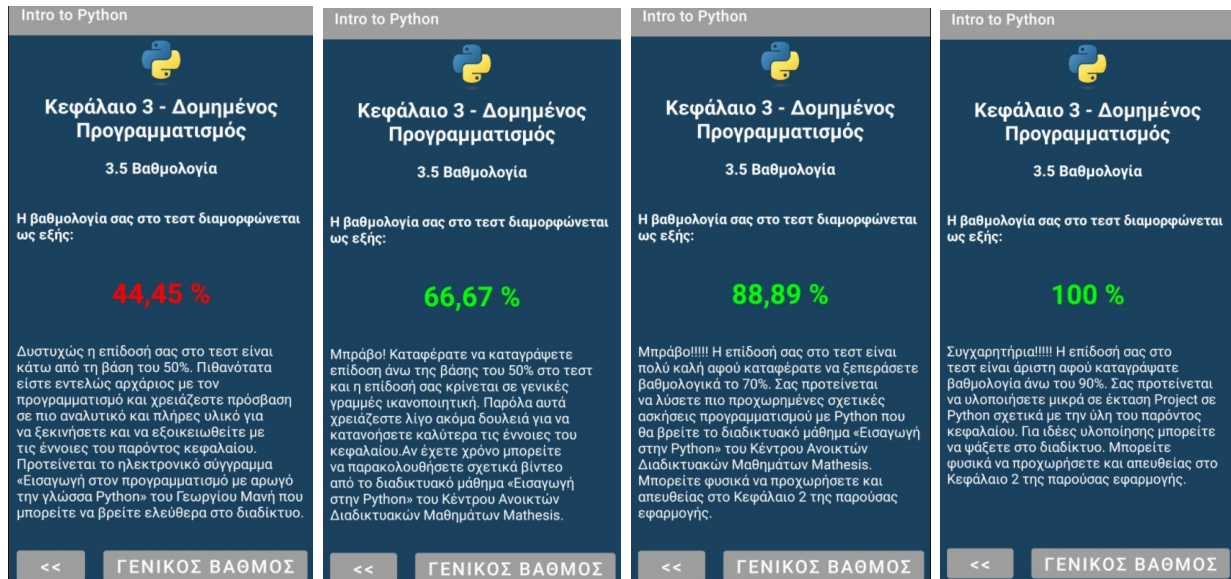 Intro to Python
Κεφάλαιο 3 - Δομημένος
Προγραμματισμός
3.5 Βαθμολογία
Η βαθμολογία σας στο τεστ διαμορφώνεται
ως εξής:
44,45 %
Δυστυχώς η επίδοσή σας στο τεστ είναι
κάτω από τη βάση του 50%. Πιθανότατα
είστε εντελώς αρχάριος με τον
προγραμματισμό και χρειάζεστε πρόσβαση
σε πιο αναλυτικό και πλήρες υλικό για
να ξεκινήσετε και να εξοικειωθείτε με
τις έννοιες του παρόντος κεφαλαίου.
Προτείνεται το ηλεκτρονικό σύγγραμμα
«Εισαγωγή στον προγραμματισμό με αρωγό
την γλώσσα Python» του Γεωργίου Μανή που
μπορείτε να βρείτε ελεύθερα στο διαδίκτυο.
<< ΓΕΝΙΚΟΣ ΒΑΘΜΟΣ
Intro to Python
Κεφάλαιο 3 - Δομημένος
Προγραμματισμός
3.5 Βαθμολογία
Η βαθμολογία σας στο τεστ διαμορφώνεται
ως εξής:
66,67 %
Μπράβο! Καταφέρατε να καταγράψετε
επίδοση άνω της βάσης του 50% στο τεστ
και η επίδοσή σας κρίνεται σε γενικές
γραμμές ικανοποιητική. Παρόλα αυτά
χρειάζεστε λίγο ακόμα δουλειά για να
κατανοήσετε καλύτερα τις έννοιες του
κεφαλαίου.Αν έχετε χρόνο μπορείτε
να παρακολουθήσετε σχετικά βίντεο
από το διαδικτυακό μάθημα «Εισαγωγή
στην Python» του Κέντρου Ανοικτών
Διαδικτυακών Μαθημάτων Mathesis.
<< ΓΕΝΙΚΟΣ ΒΑΘΜΟΣ
Intro to Python
Κεφάλαιο 3 - Δομημένος
Προγραμματισμός
3.5 Βαθμολογία
Η βαθμολογία σας στο τεστ διαμορφώνεται
ως εξής:
88,89 %
Μπράβο!!!!! Η επίδοσή σας στο τεστ είναι
πολύ καλή αφού καταφέρατε να ξεπεράσετε
βαθμολογικά το 70%. Σας προτείνεται
να λύσετε πιο προχωρημένες σχετικές
ασκήσεις προγραμματισμού με Python που
θα βρείτε το διαδικτυακό μάθημα «Εισαγωγή
στην Python» του Κέντρου Ανοικτών
Διαδικτυακών Μαθημάτων Mathesis.
Μπορείτε φυσικά να προχωρήσετε και
απευθείας στο Κεφάλαιο 2 της παρούσας
εφαρμογής.
<< ΓΕΝΙΚΟΣ ΒΑΘΜΟΣ
Intro to Python
Κεφάλαιο 3 - Δομημένος
Προγραμματισμός
3.5 Βαθμολογία
Η βαθμολογία σας στο τεστ διαμορφώνεται
ως εξής:
100 %
Συγχαρητήρια!!!!! Η επίδοσή σας στο
τεστ είναι άριστη αφού καταγράψατε
βαθμολογία άνω του 90%. Σας προτείνεται
να υλοποιήσετε μικρά σε έκταση Project σε
Python σχετικά με την ύλη του παρόντος
κεφαλαίου. Για ιδέες υλοποίησης μπορείτε
να ψάξετε στο διαδίκτυο. Μπορείτε
φυσικά να προχωρήσετε και απευθείας στο
Κεφάλαιο 2 της παρούσας εφαρμογής.
<< ΓΕΝΙΚΟΣ ΒΑΘΜΟΣ